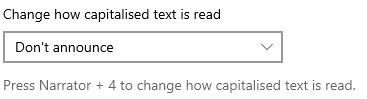 Change how capitalised text is read
Don't announce
Press Narrator + 4 to change how capitalised text is read.